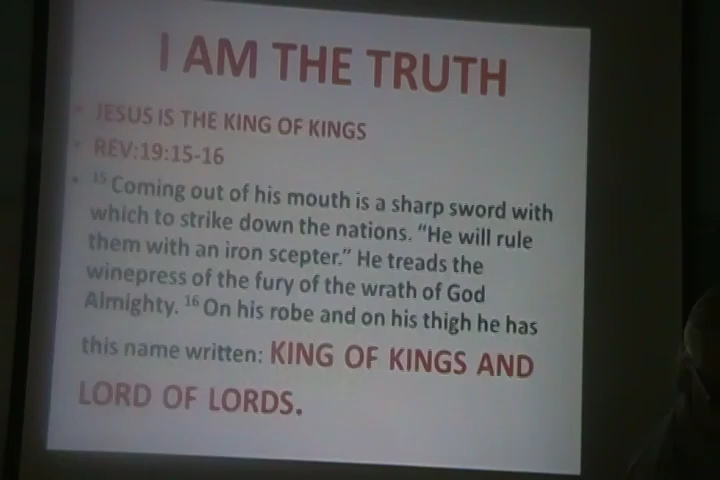 I AM THE TRUTH
• JESUS IS THE KING OF KINGS
• REV:19:15-16
• 15 Coming out of his mouth is a sharp sword with
which to strike down the nations. “He will rule
them with an iron scepter.” He treads the
winepress of the fury of the wrath of God
Almighty. 16 On his robe and on his thigh he has
this name written: KING OF KINGS AND
LORD OF LORDS.